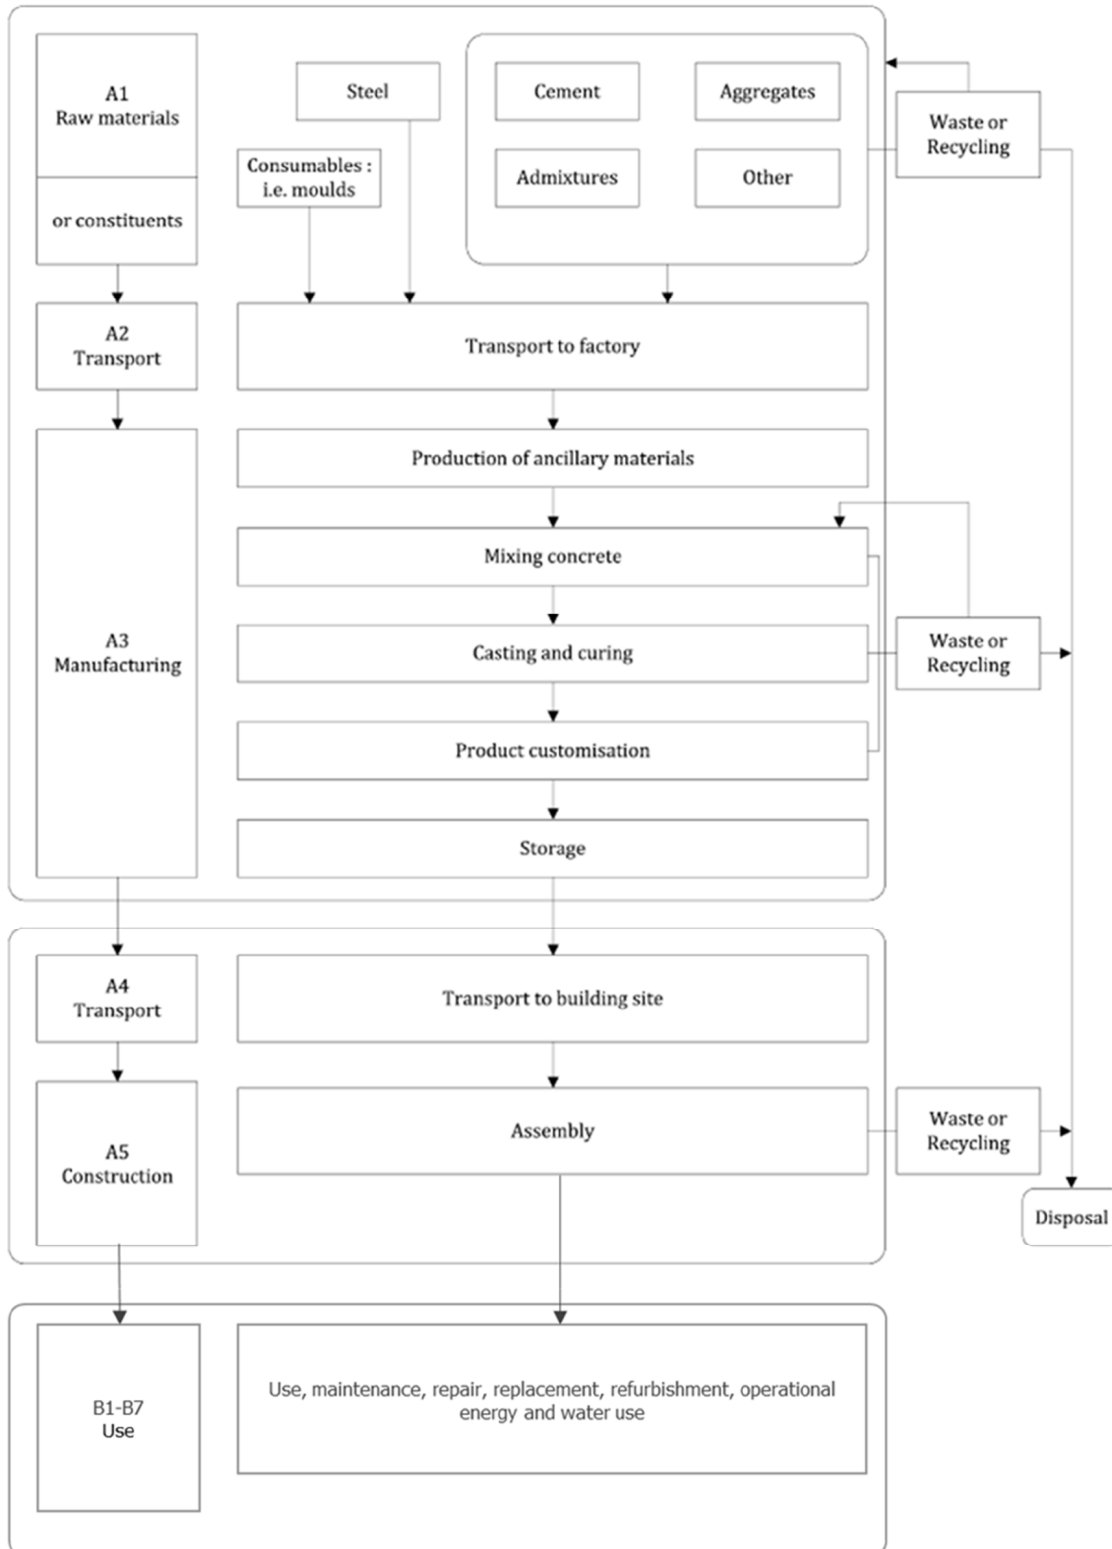 A1
Raw materials
or constituents
Steel
Consumables :
i.e. moulds
Cement
Aggregates
Admixtures
Other
Waste or
Recycling
A2
Transport
Transport to factory
A3
Manufacturing
Production of ancillary materials
Mixing concrete
Casting and curing
Product customisation
Storage
Waste or
Recycling
A4
Transport
Transport to building site
A5
Construction
Assembly
Waste or
Recycling
Disposal
B1-B7
Use
Use, maintenance, repair, replacement, refurbishment, operational
energy and water use